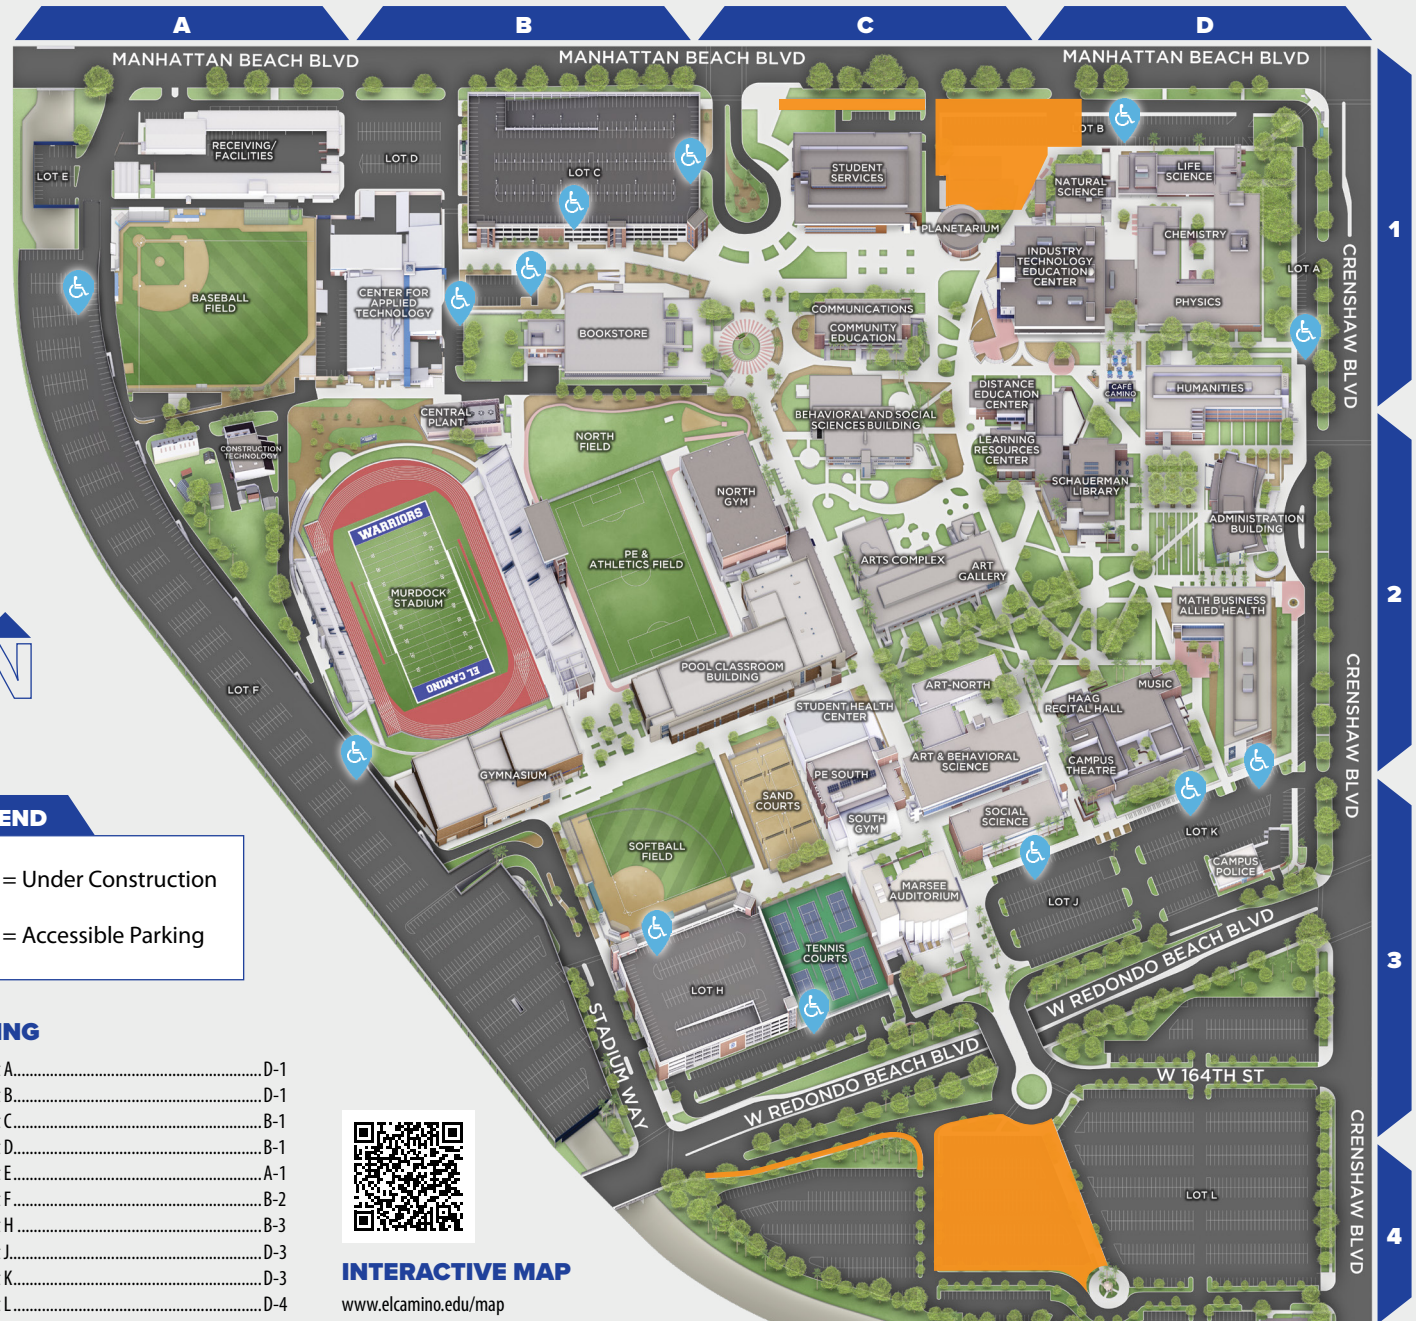 A
B
C
D
MANHATTAN BEACH BLVD
MANHATTAN BEACH BLVD
MANHATTAN BEACH BLVD
1
2
3
4
RECEIVING/
FACILITIES
LOT E
LOT D
LOT C
STUDENT
SERVICES
OT B
LIFE
SCIENCE
NATURAL
SCIENCE
PLANETARIUM
CHEMISTRY
INDUSTRY
TECHNOLOGY
EDUCATION
CENTER
LOT A
PHYSICS
CRENSHAW BLVD
BASEBALL
FIELD
CENTER FOR
APPLIED
TECHNOLOGY
BOOKSTORE
COMMUNICATIONS
COMMUNITY
EDUCATION
DISTANCE
EDUCATION
CENTER
CAFÉ
CAMINO
HUMANITIES
CENTRAL
PLANT
NORTH
FIELD
BEHAVIORAL AND SOCIAL
SCIENCES BUILDING
CONSTRUCTION
TECHNOLOGY
LEARNING
RESOURCES
CENTER
SCHAUERMAN
LIBRARY
NORTH
GYM
WARRIORS
ADMINISTRATION
BUILDING
PE &
ATHLETICS FIELD
ARTS COMPLEX
ART
GALLERY
MURDOCK
STADIUM
MATH BUSINESS
ALLIED HEALTH
N
EL CAMINO
POOL CLASSROOM
BUILDING
LOT F
ART-NORTH
MUSIC
HAAG
RECITAL HALL
STUDENT HEALTH
CENTER
CRENSHAW BLVD
ART & BEHAVIORAL
SCIENCE
CAMPUS
THEATRE
GYMNASIUM
PE SOUTH
SAND
COURTS
SOUTH
GYM
SOCIAL
SCIENCE
LOT K
SOFTBALL
FIELD
CAMPUS
POLICE
MARSEE
AUDITORIUM
LOT J
TENNIS
COURTS
LOT H
W REDONDO BEACH BLVD
STADIUM WAY
W REDONDO BEACH BLVD
W 164TH ST
CRENSHAW BLVD
LOT L
END
= Under Construction
= Accessible Parking
ING
A D-1
B D-1
C B-1
D B-1
E A-1
F B-2
H B-3
J D-3
K D-3
L D-4
INTERACTIVE MAP
www.elcamino.edu/map